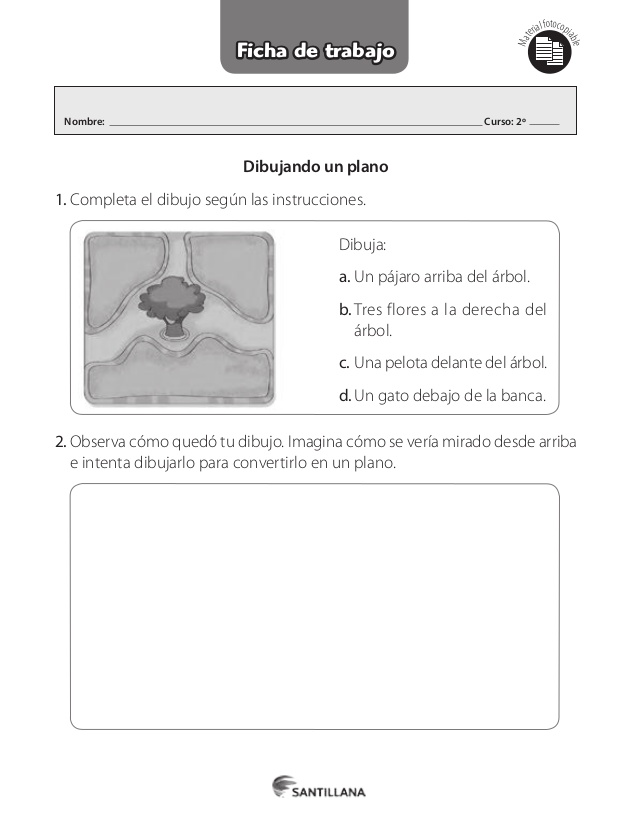 Ficha de trabajo
Material fotocopiable
Nombre: Curso: 2º
Dibujando un plano
1. Completa el dibujo según las instrucciones.
Dibuja:
a. Un pájaro arriba del árbol.
b. Tres flores a la derecha del
árbol.
c. Una pelota delante del árbol.
d. Un gato debajo de la banca.
2. Observa cómo quedó tu dibujo. Imagina cómo se vería mirado desde arriba
e intenta dibujarlo para convertirlo en un plano.
SANTILLANA